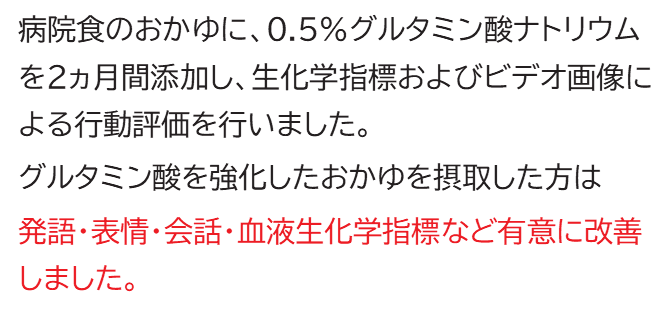 病院食のおかゆに、0.5%グルタミン酸ナトリウム
を2ヵ月間添加し、生化学指標およびビデオ画像に
よる行動評価を行いました。
グルタミン酸を強化したおかゆを摂取した方は
発語・表情・会話・血液生化学指標など有意に改善
しました。